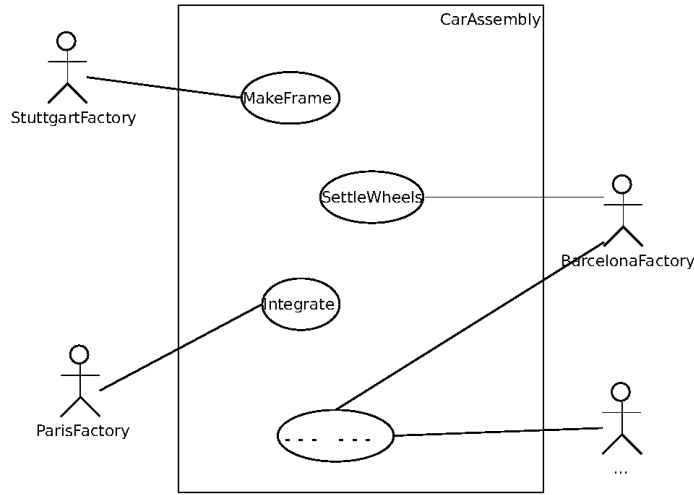 CarAssembly
StuttgartFactory
MakeFrame
SettleWheels
BarcelonaFactory
Integrate
ParisFactory
--- ---
...